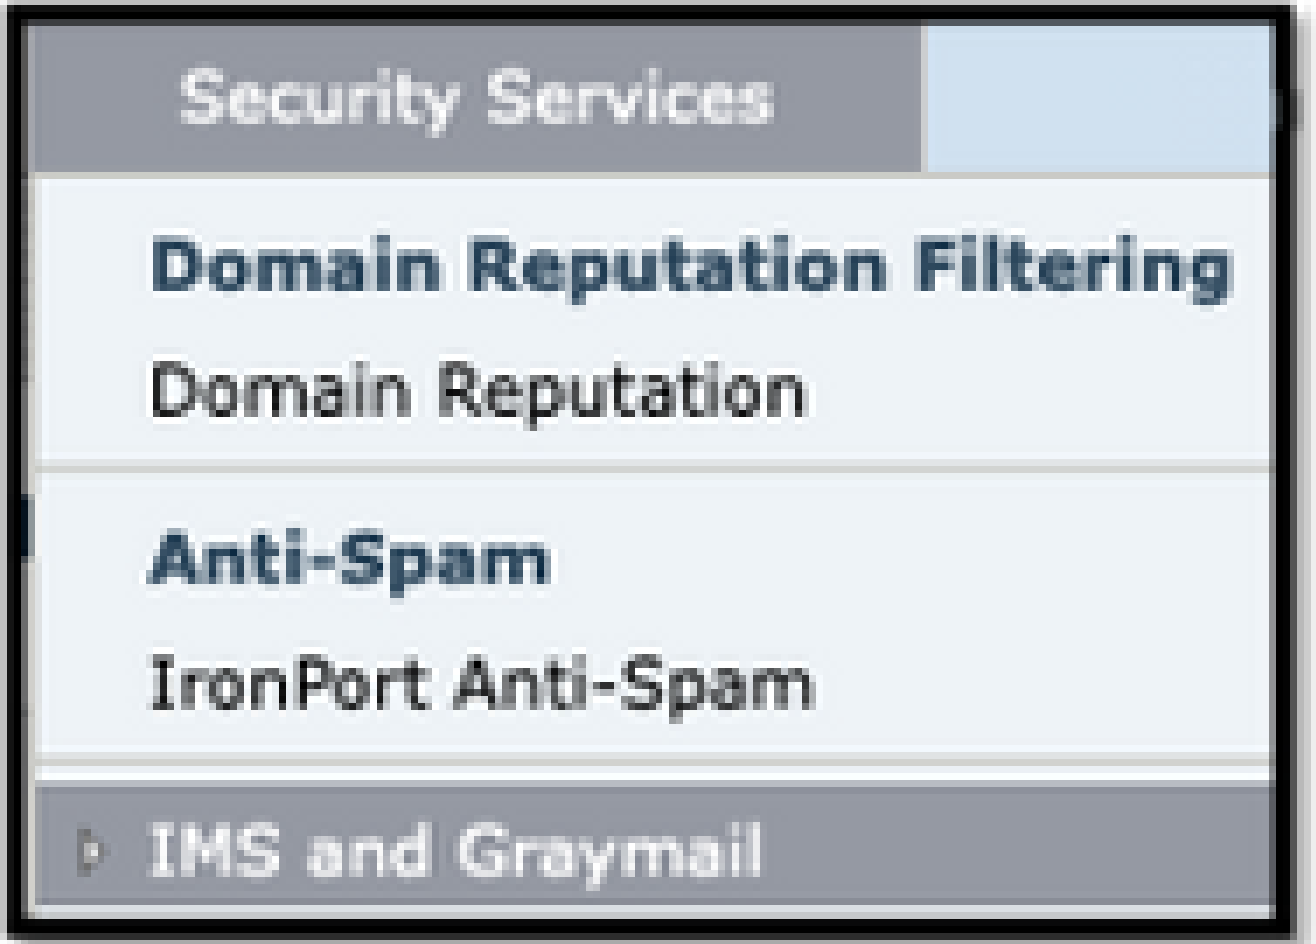 Security Services
Domain Reputation Filtering
Domain Reputation
Anti-Spam
IronPort Anti-Spam
IMS and Graymail